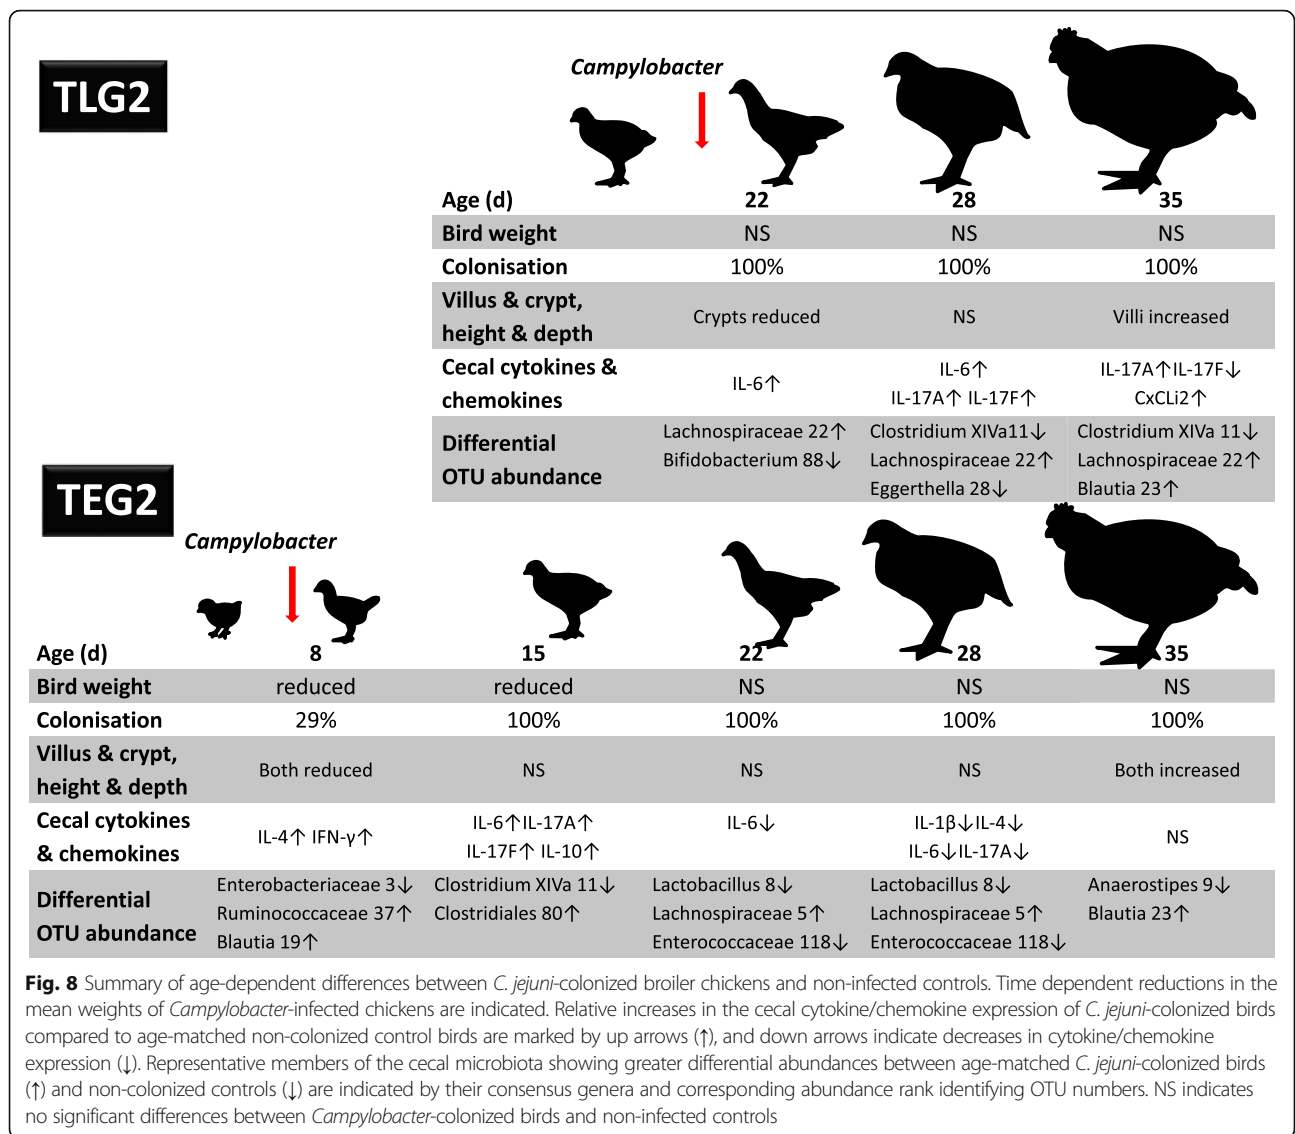 TLG2
Campylobacter
Age (d) 22 28 35
Bird weight NS NS NS
Colonisation 100% 100% 100%
Villus & crypt,
height & depth Crypts reduced NS Villi increased
Cecal cytokines & IL-6↑ IL-17A↑IL-17F↓
chemokines IL-6↑ IL-17A↑ IL-17F↑ CxCLi2↑
Differential Lachnospiraceae 22↑ Clostridium XIVa11↓ Clostridium XIVa 11↓
OTU abundance Bifidobacterium 88↓ Lachnospiraceae 22↑ Lachnospiraceae 22↑
Eggerthella 28↓ Blautia 23↑
TEG2
Campylobacter
Age (d) 8 15 22 28 35
Bird weight reduced reduced NS NS NS
Colonisation 29% 100% 100% 100% 100%
Villus & crypt,
height & depth Both reduced NS NS NS Both increased
Cecal cytokines IL-6↑IL-17A↑ IL-6↓ IL-1β↓IL-4↓
& chemokines IL-4↑ IFN-γ↑ IL-17F↑ IL-10↑ IL-6↓IL-17A↓ NS
Differential Enterobacteriaceae 3↓ Clostridium XIVa 11↓ Lactobacillus 8↓ Lactobacillus 8↓ Anaerostipes 9↓
OTU abundance Ruminococcaceae 37↑ Clostridiales 80↑ Lachnospiraceae 5↑ Lachnospiraceae 5↑ Blautia 23↑
Blautia 19↑ Enterococcaceae 118↓ Enterococcaceae 118↓
Fig. 8 Summary of age-dependent differences between C. jejuni-colonized broiler chickens and non-infected controls. Time dependent reductions in the
mean weights of Campylobacter-infected chickens are indicated. Relative increases in the cecal cytokine/chemokine expression of C. jejuni-colonized birds
compared to age-matched non-colonized control birds are marked by up arrows (↑), and down arrows indicate decreases in cytokine/chemokine
expression (↓). Representative members of the cecal microbiota showing greater differential abundances between age-matched C. jejuni-colonized birds
(↑) and non-colonized controls (↓) are indicated by their consensus genera and corresponding abundance rank identifying OTU numbers. NS indicates
no significant differences between Campylobacter-colonized birds and non-infected controls